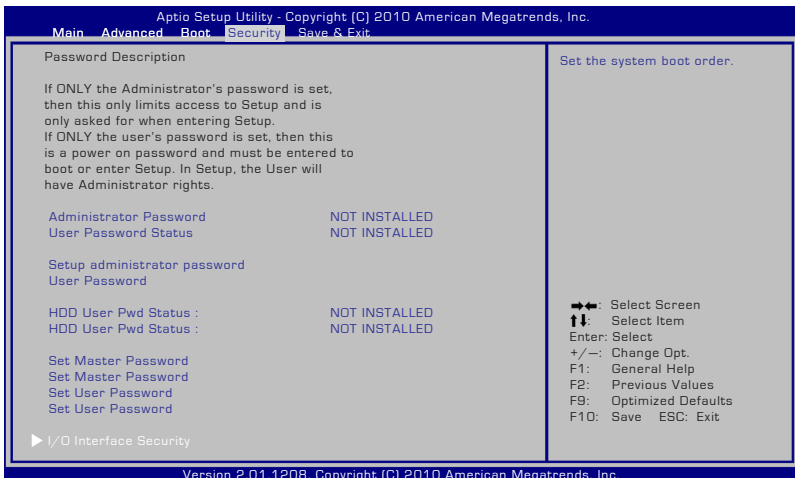 Aptio Setup Utility - Copyright (C) 2010 American Megatrends, Inc.
Main Advanced Boot Security Save & Exit
Password Description
If ONLY the Administrator's password is set,
then this only limits access to Setup and is
only asked for when entering Setup.
If ONLY the user's password is set, then this
is a power on password and must be entered to
boot or enter Setup. In Setup, the User will
have Administrator rights.
Administrator Password NOT INSTALLED
User Password Status NOT INSTALLED
Setup administrator password
User Password
HDD User Pwd Status : NOT INSTALLED
HDD User Pwd Status : NOT INSTALLED
Set Master Password
Set Master Password
Set User Password
Set User Password
I/O Interface Security
Set the system boot order.
→←: Select Screen
↑↓: Select Item
Enter: Select
+/—: Change Opt.
F1: General Help
F2: Previous Values
F9: Optimized Defaults
F10: Save ESC: Exit
Version 2.01.1208. Copyright (C) 2010 American Megatrends, Inc.